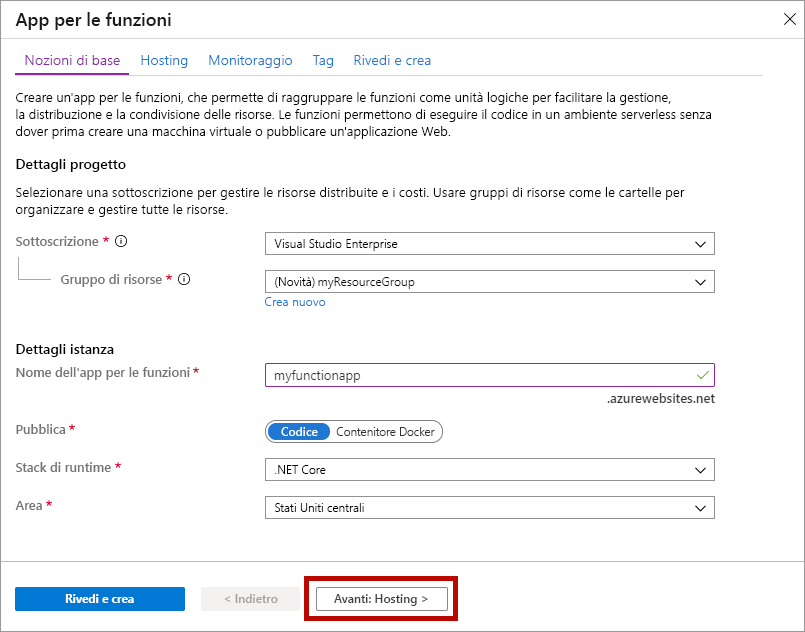 App per le funzioni
Nozioni di base Hosting Monitoraggio Tag Rivedi e crea
Creare un'app per le funzioni, che permette di raggruppare le funzioni come unità logiche per facilitare la gestione,
la distribuzione e la condivisione delle risorse. Le funzioni permettono di eseguire il codice in un ambiente serverless senza
dover prima creare una macchina virtuale o pubblicare un'applicazione Web.
Dettagli progetto
Selezionare una sottoscrizione per gestire le risorse distribuite e i costi. Usare gruppi di risorse come le cartelle per
organizzare e gestire tutte le risorse.
Sottoscrizione * Visual Studio Enterprise
Gruppo di risorse * (Novità) myResourceGroup
Crea nuovo
Dettagli istanza
Nome dell'app per le funzioni * myfunctionapp
.azurewebsites.net
Pubblica * Codice Contenitore Docker
Stack di runtime * .NET Core
Area * Stati Uniti centrali
Rivedi e crea < Indietro Avanti: Hosting >